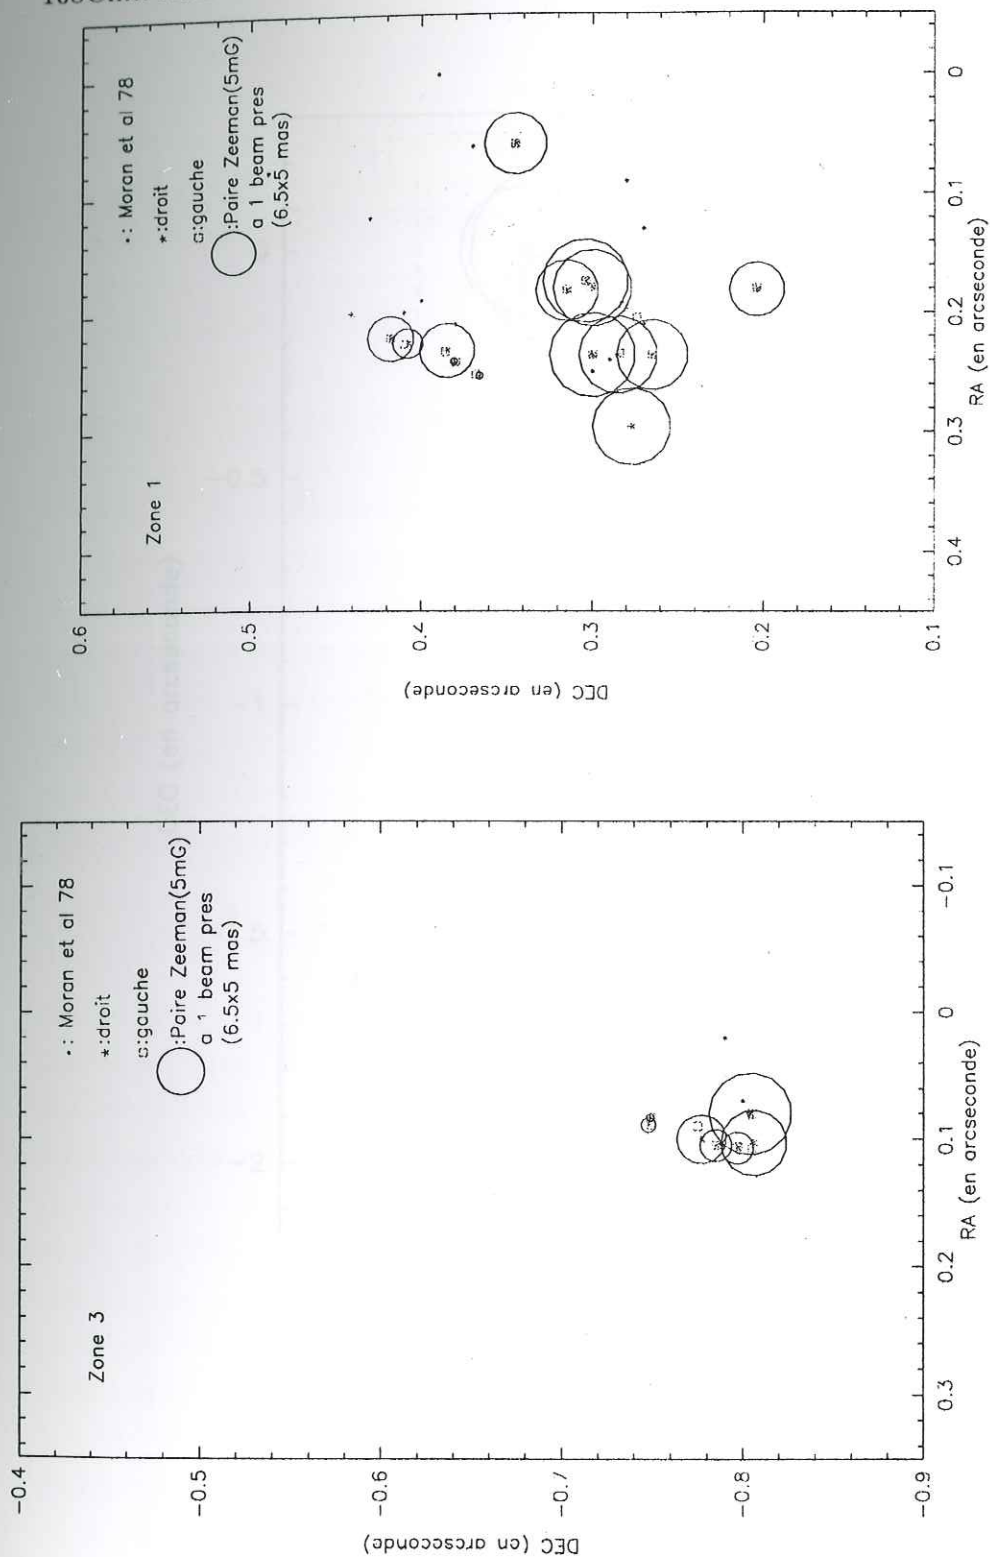 Zone 1
·: Moran et al 78
*:droit
□:gauche
○:Paire Zeeman(5mG)
a 1 beam pres
(6.5x5 mas)
0.6
0.5
0.4
0.3
0.2
0.1
DEC (en arcseconde)
0.4
0.3
0.2
0.1
0
RA (en arcseconde)
Zone 3
·: Moran et al 78
*:droit
□:gauche
○:Paire Zeeman(5mG)
a 1 beam pres
(6.5x5 mas)
-0.4
-0.5
-0.6
-0.7
-0.8
-0.9
DEC (en arcseconde)
0.3
0.2
0.1
0
-0.1
RA (en arcseconde)